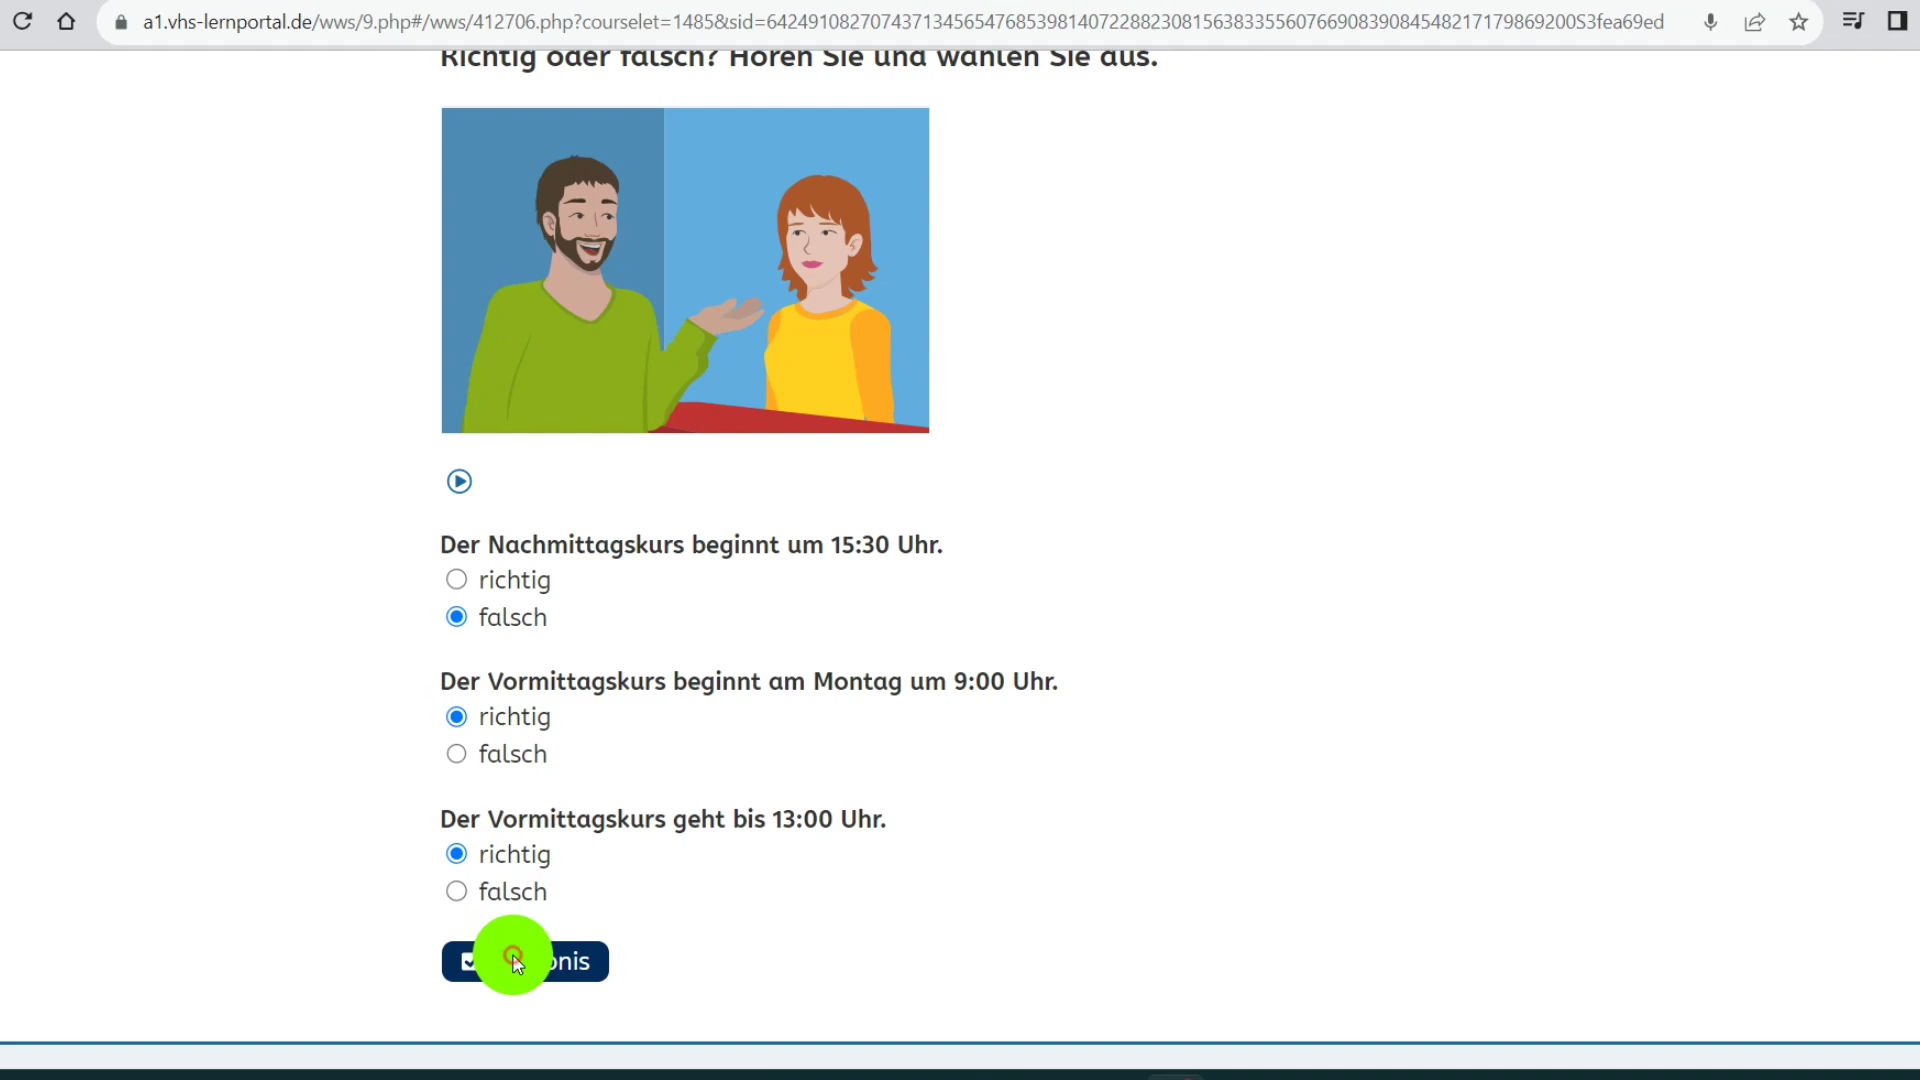 a1.vhs-lernportal.de/wws/9.php#/wws/412706.php?courselet=1485&sid=64249108270743713456547685398140722882308156383355607669083908454821717986920​0S3fea69ed
Richtig oder falsch? Hören Sie und wählen Sie aus.
Der Nachmittagskurs beginnt um 15:30 Uhr.
richtig
falsch
Der Vormittagskurs beginnt am Montag um 9:00 Uhr.
richtig
falsch
Der Vormittagskurs geht bis 13:00 Uhr.
richtig
falsch